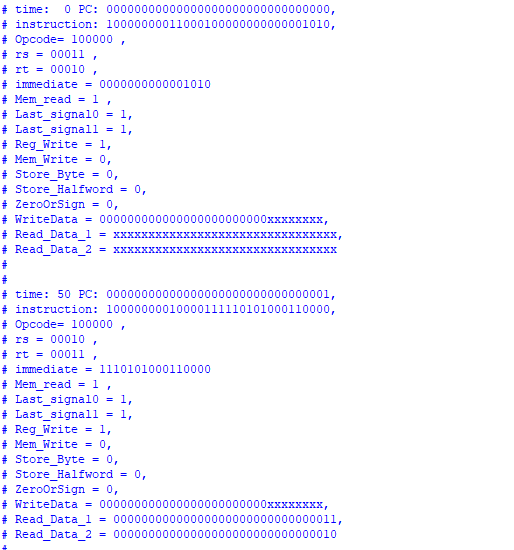 # time:  0 PC: 00000000000000000000000000000000,
# instruction: 10000000011000100000000000001010,
# Opcode= 100000 ,
# rs = 00011 ,
# rt = 00010 ,
# immediate = 0000000000001010
# Mem_read = 1 ,
# Last_signal0 = 1,
# Last_signal1 = 1,
# Reg_Write = 1,
# Mem_Write = 0,
# Store_Byte = 0,
# Store_Halfword = 0,
# ZeroOrSign = 0,
# WriteData = 000000000000000000000000xxxxxxxx,
# Read_Data_1 = xxxxxxxxxxxxxxxxxxxxxxxxxxxxxxxx,
# Read_Data_2 = xxxxxxxxxxxxxxxxxxxxxxxxxxxxxxxx
#
#
# time: 50 PC: 00000000000000000000000000000001,
# instruction: 10000000010000111110101000110000,
# Opcode= 100000 ,
# rs = 00010 ,
# rt = 00011 ,
# immediate = 1110101000110000
# Mem_read = 1 ,
# Last_signal0 = 1,
# Last_signal1 = 1,
# Reg_Write = 1,
# Mem_Write = 0,
# Store_Byte = 0,
# Store_Halfword = 0,
# ZeroOrSign = 0,
# WriteData = 000000000000000000000000xxxxxxxx,
# Read_Data_1 = 00000000000000000000000000000011,
# Read_Data_2 = 00000000000000000000000000000010
#